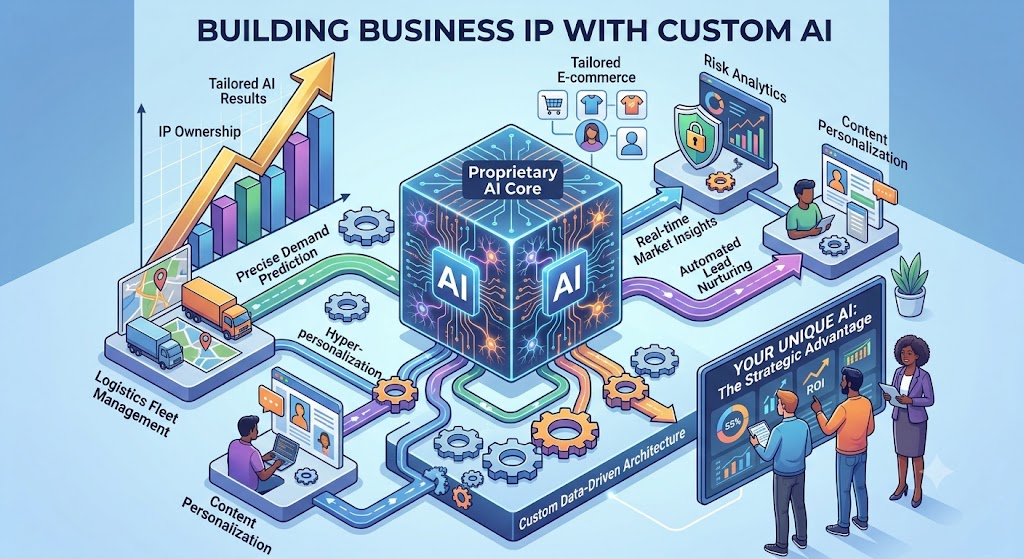 BUILDING BUSINESS IP WITH CUSTOM AI
Tailored AI
Results
IP Ownership
Tailored
E-commerce
Risk Analytics
Content
Personalization
Proprietary
AI Core
AI
AI
Precise Demand
Prediction
Real-time
Market Insights
Automated
Lead
Nurturing
Hyper-
personalization
Logistics Fleet
Management
Content
Personalization
Custom Data-Driven Architecture
YOUR UNIQUE AI:
The Strategic Advantage
55%
ROI